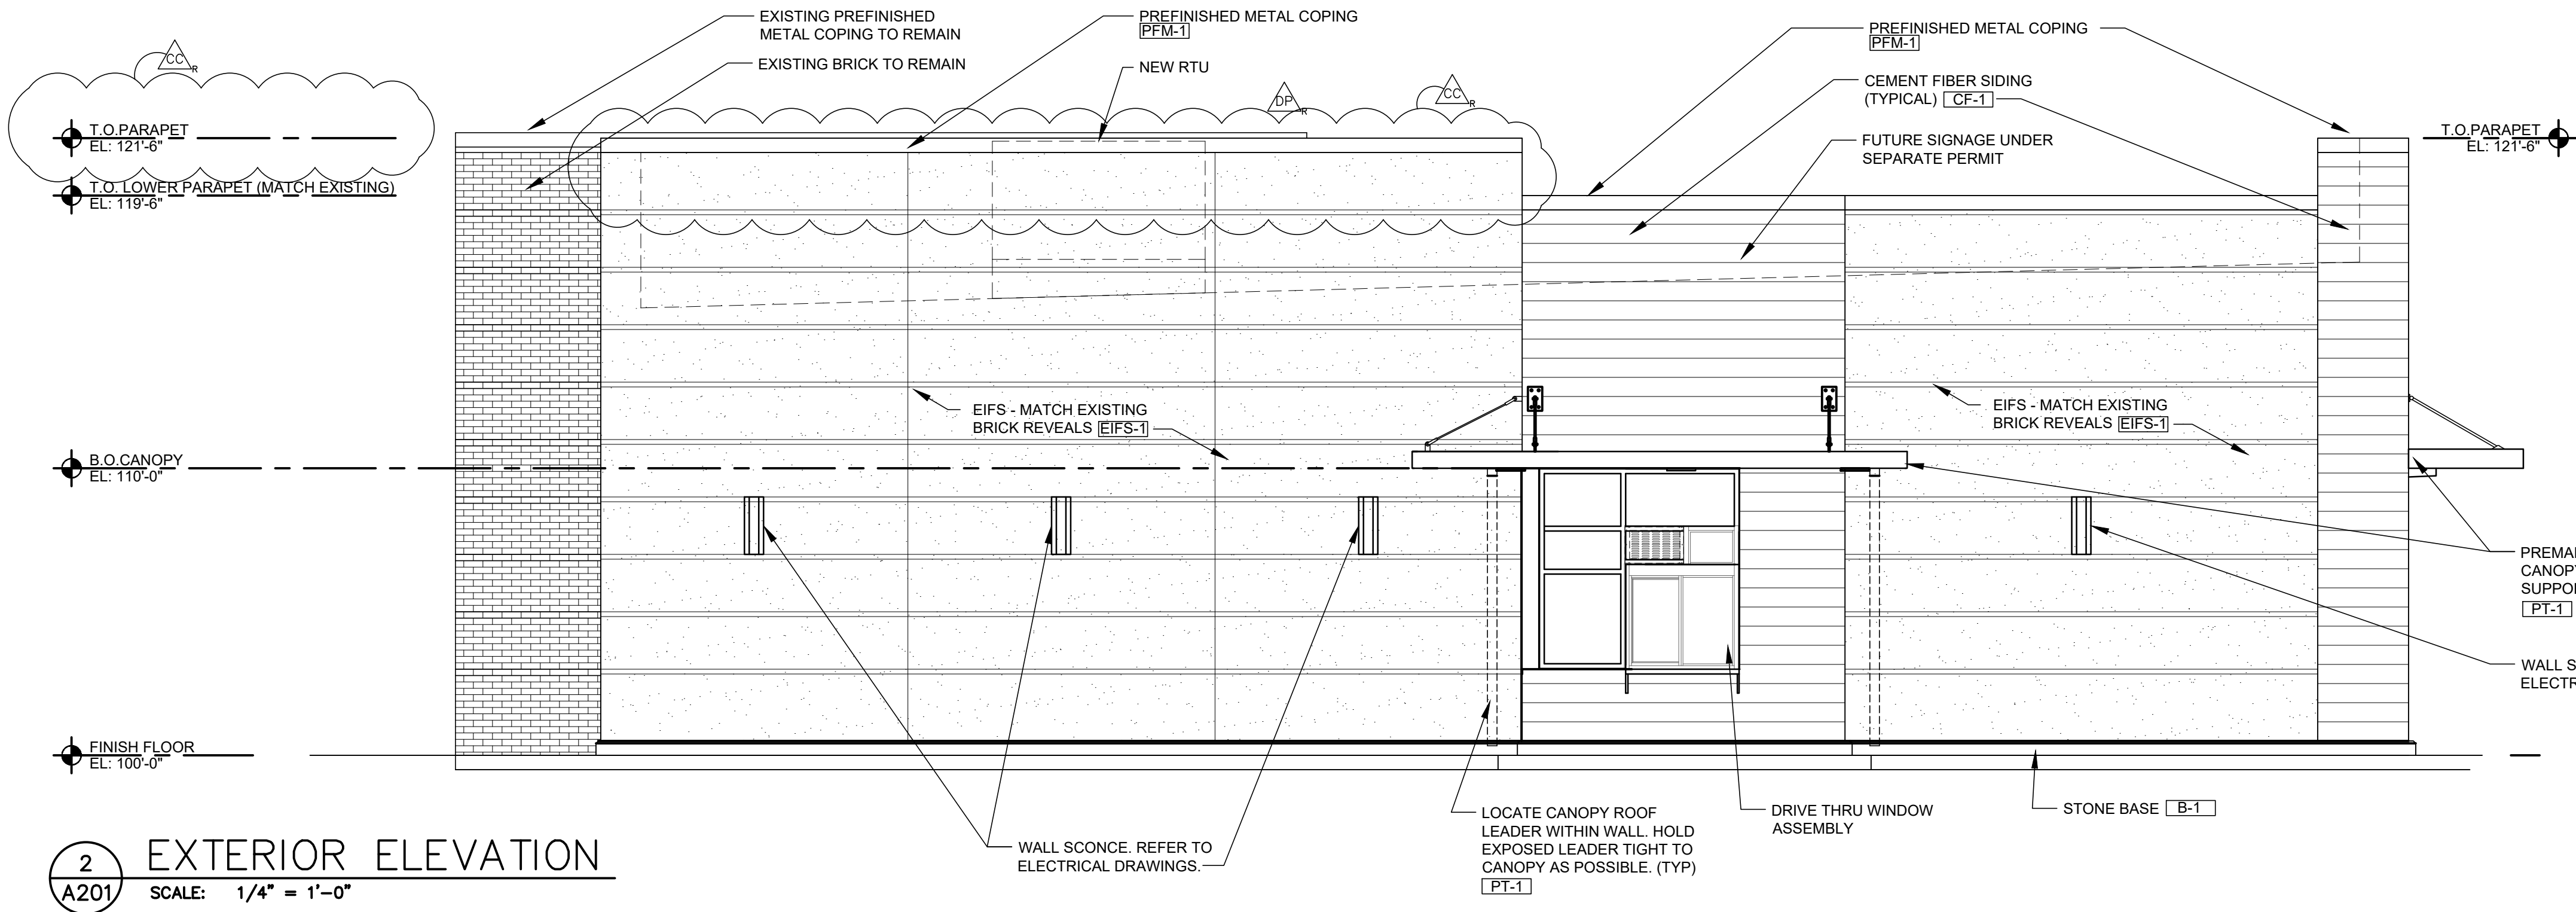 EXISTING PREFINISHED
METAL COPING TO REMAIN
EXISTING BRICK TO REMAIN
PREFINISHED METAL COPING
PFM-1
NEW RTU
PREFINISHED METAL COPING
PFM-1
CEMENT FIBER SIDING
(TYPICAL) CF-1
FUTURE SIGNAGE UNDER
SEPARATE PERMIT
CC
R
DP
R
CC
R
T.O.PARAPET
EL: 121'-6"
T.O. LOWER PARAPET (MATCH EXISTING)
EL: 119'-6"
T.O.PARAPET
EL: 121'-6"
EIFS - MATCH EXISTING
BRICK REVEALS EIFS-1
EIFS - MATCH EXISTING
BRICK REVEALS EIFS-1
B.O.CANOPY
EL: 110'-0"
PT-1
FINISH FLOOR
EL: 100'-0"
WALL SCONCE. REFER TO
ELECTRICAL DRAWINGS.
LOCATE CANOPY ROOF
LEADER WITHIN WALL. HOLD
EXPOSED LEADER TIGHT TO
CANOPY AS POSSIBLE. (TYP)
PT-1
DRIVE THRU WINDOW
ASSEMBLY
STONE BASE B-1
WALL
2
A201
EXTERIOR ELEVATION
SCALE: 1/4" = 1'-0"